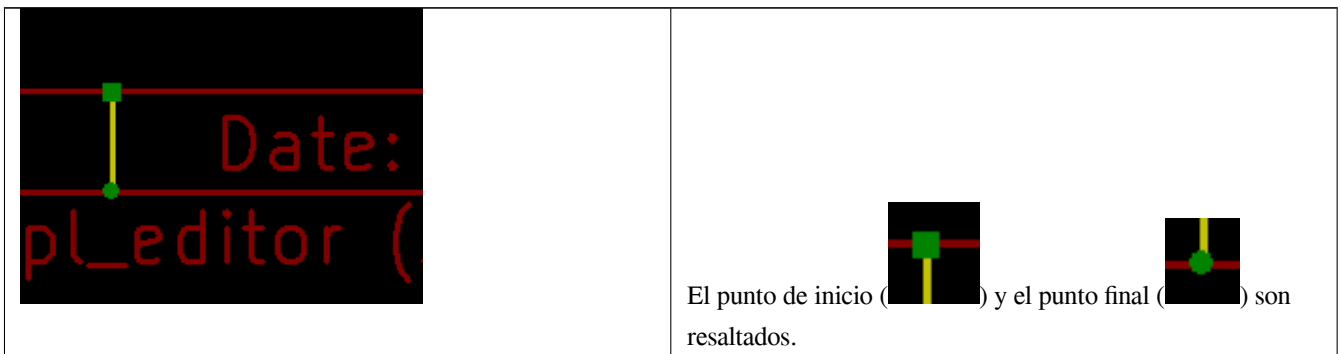 Date:
pl_editor (
El punto de inicio ( ) y el punto final ( ) son
resaltados.